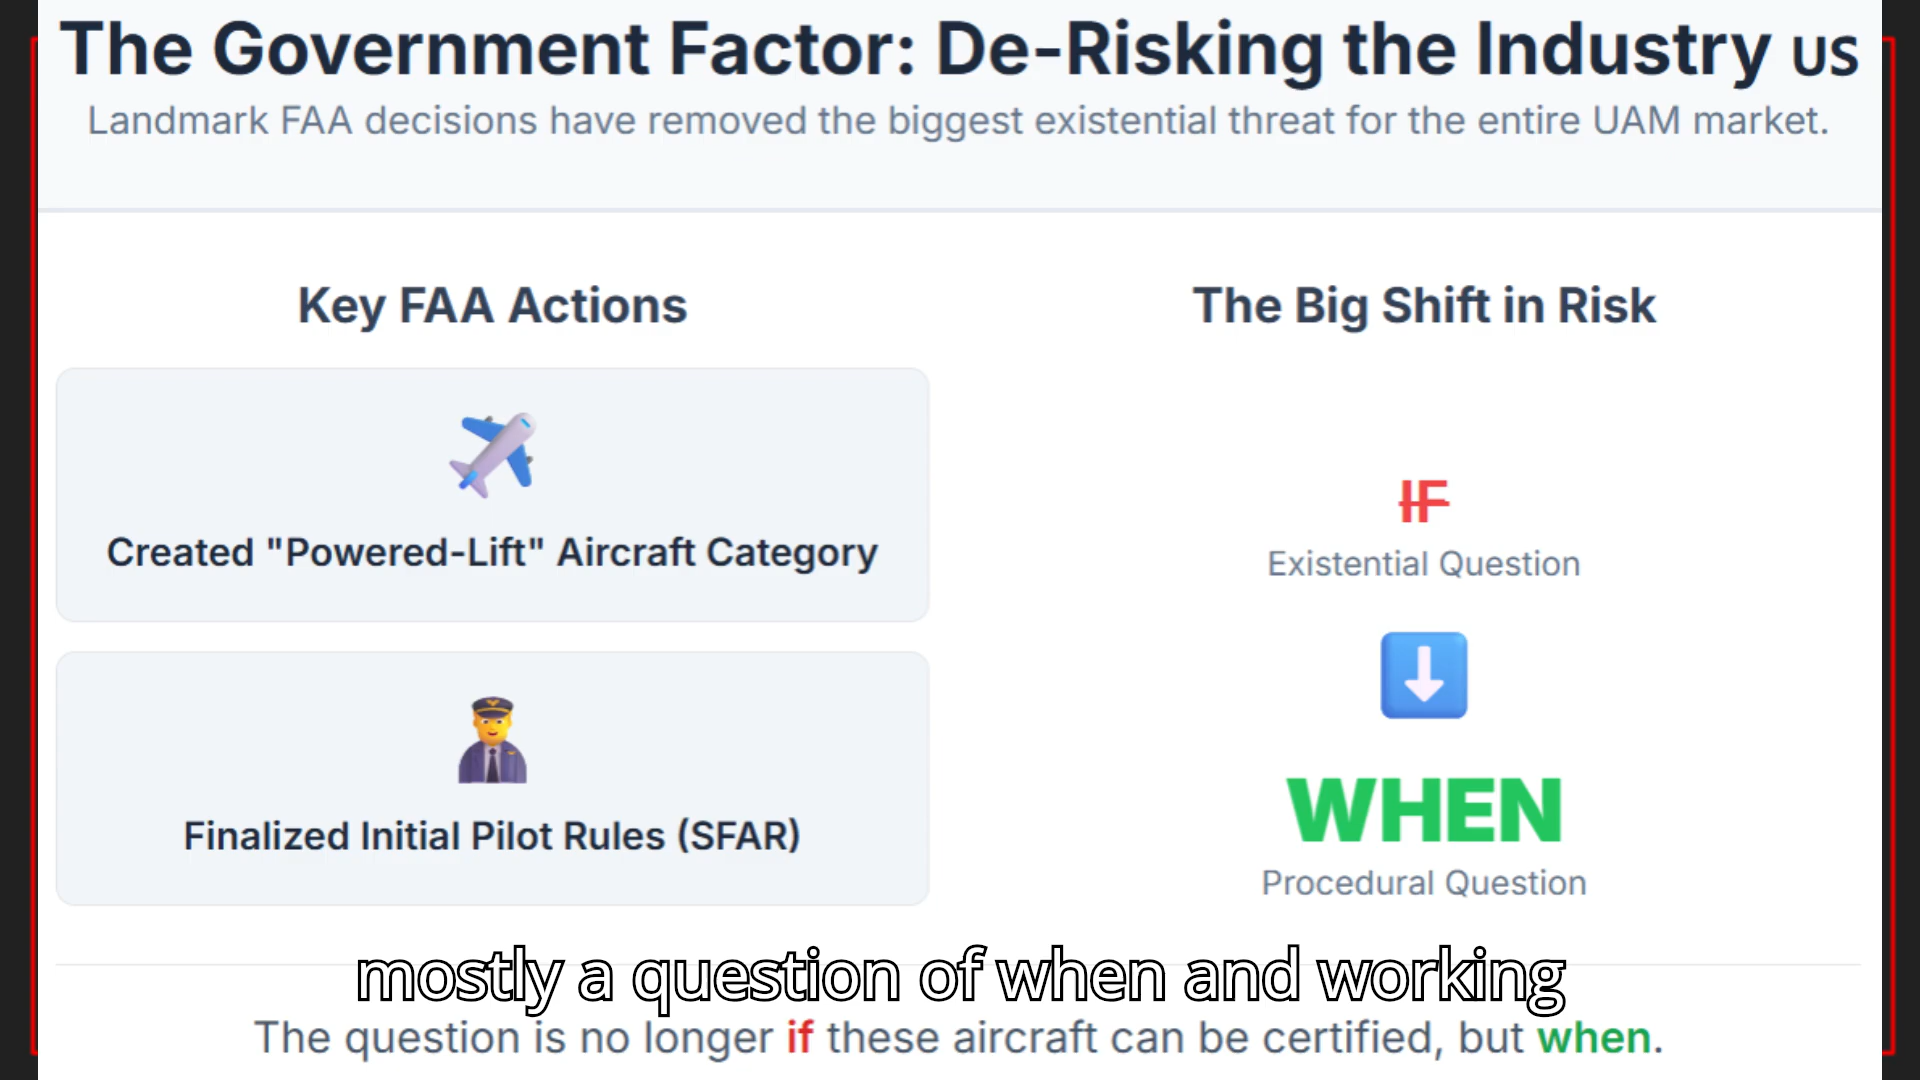 The Government Factor: De-Risking the Industry US
Landmark FAA decisions have removed the biggest existential threat for the entire UAM market.
Key FAA Actions
Created "Powered-Lift" Aircraft Category
Finalized Initial Pilot Rules (SFAR)
The Big Shift in Risk
IF
Existential Question
WHEN
Procedural Question
mostly a question of when and working
The question is no longer if these aircraft can be certified, but when.